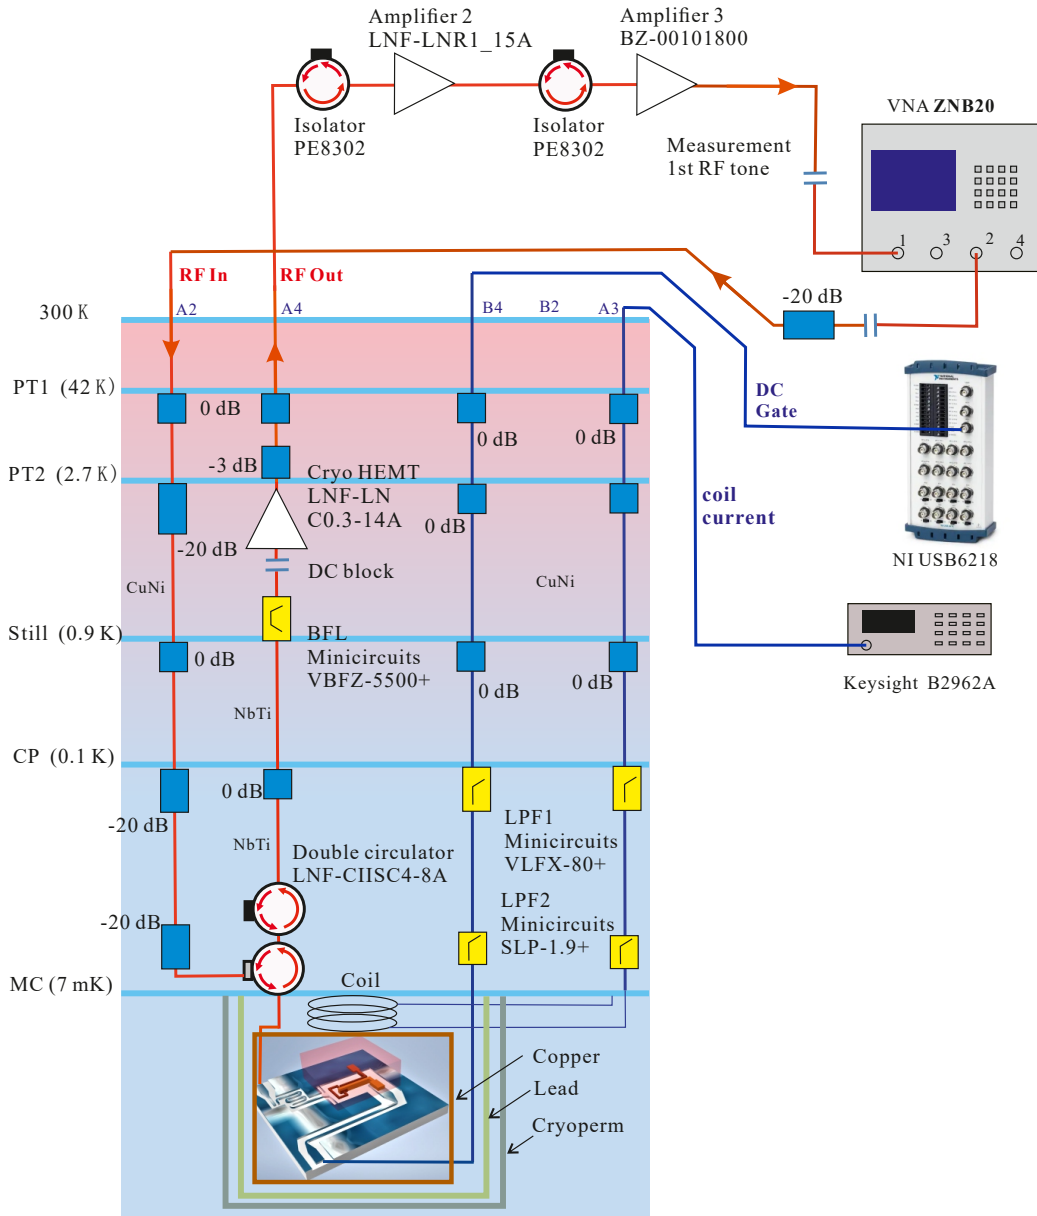 Amplifier 2
LNF-LNR1_15A
Amplifier 3
BZ-00101800
Isolator
PE8302
Isolator
PE8302
Measurement
1st RF tone
VNA ZNB20
1
3
2
4
RF In
RF Out
-20 dB
300 K
A2
A4
B4
B2
A3
PT1 (42 K)
0 dB
0 dB
0 dB
DC
Gate
-3 dB
PT2 (2.7 K)
Cryo HEMT
LNF-LN
C0.3-14A
-20 dB
0 dB
coil
current
DC block
CuNi
CuNi
NI USB6218
Still (0.9 K)
0 dB
BFL
Minicircuits
VBFZ-5500+
0 dB
0 dB
Keysight B2962A
NbTi
CP (0.1 K)
0 dB
-20 dB
LPF1
Minicircuits
VLFX-80+
NbTi
Double circulator
LNF-CIISC4-8A
-20 dB
LPF2
Minicircuits
SLP-1.9+
MC (7 mK)
Coil
Copper
Lead
Cryoperm